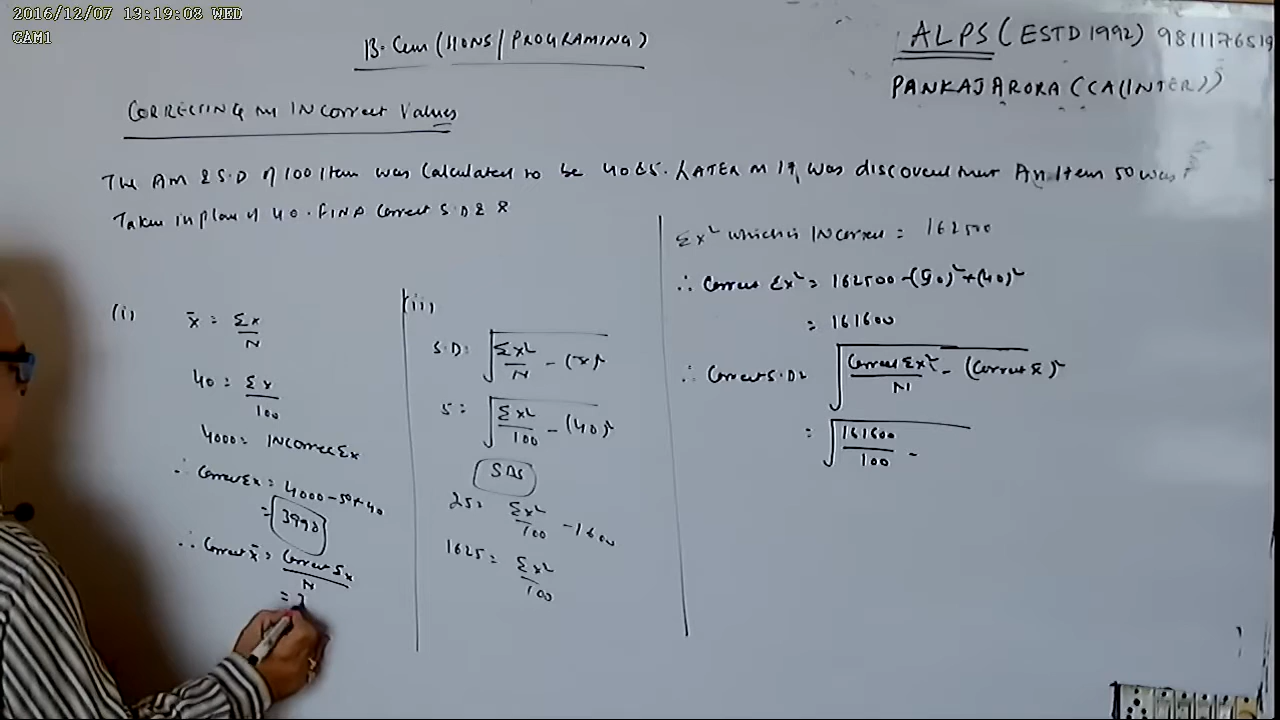 2016/12/07 19:19:08 WED
CAM1
B.Com (HONS/PROGRAMING)
ALPS (ESTD 1992) 9811176519
PANKAJ ARORA (CA(INTER))
CORRECTING IN INCorrect Values
The AM & S.D of 100 Item was Calculated to be 40 & 5. LATER ON IT was discovered that An Item 50 was
Taken in place of 40. FIND Correct S.D & x̄
(i)
x̄ = Σx/N
40 = Σx/100
4000 = INCorrect Σx
∴ Correct Σx = 4000 - 50 + 40
= 3990
∴ Correct x̄ = Correct Σx/N
=
(ii)
S.D = √(Σx²/N - (x̄)²)
5 = √(Σx²/100 - (40)²)
SBS
25 = Σx²/100 - 1600
1625 = Σx²/100
Σx² which is INCorrect = 162500
∴ Correct Σx² = 162500 - (50)² + (40)²
= 161600
∴ Correct S.D = √(Correct Σx²/N - (Correct x̄)²)
= √(161600/100 -